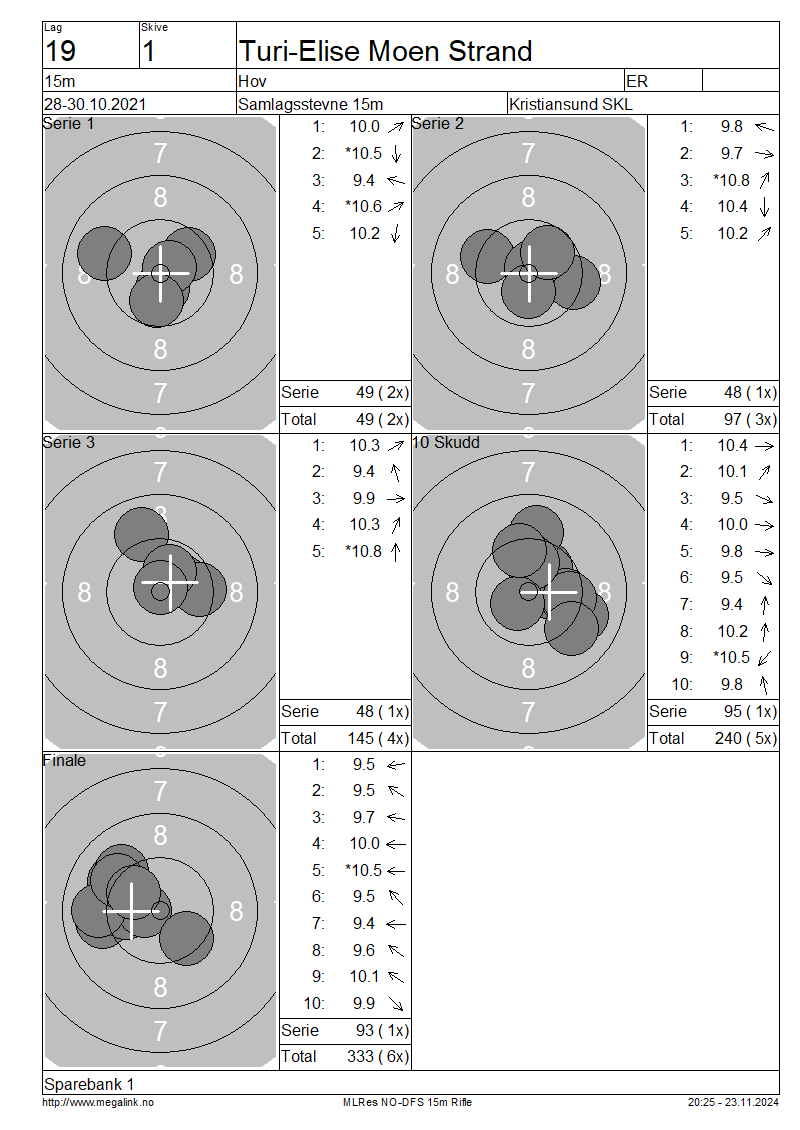 Lag
Skive
19
1
Turi-Elise Moen Strand
15m
Hov
ER
28-30.10.2021
Samlagsstevne 15m
Kristiansund SKL
Serie 1
7
8
8
8
8
7
1: 10.0
2: *10.5
3: 9.4
4: *10.6
5: 10.2
Serie 49 ( 2x)
Total 49 ( 2x)
Serie 2
7
8
8
8
8
7
1: 9.8
2: 9.7
3: *10.8
4: 10.4
5: 10.2
Serie 48 ( 1x)
Total 97 ( 3x)
Serie 3
7
8
8
8
8
7
1: 10.3
2: 9.4
3: 9.9
4: 10.3
5: *10.8
Serie 48 ( 1x)
Total 145 ( 4x)
10 Skudd
7
8
8
8
7
1: 10.4
2: 10.1
3: 9.5
4: 10.0
5: 9.8
6: 9.5
7: 9.4
8: 10.2
9: *10.5
10: 9.8
Serie 95 ( 1x)
Total 240 ( 5x)
Finale
7
8
8
8
7
1: 9.5
2: 9.5
3: 9.7
4: 10.0
5: *10.5
6: 9.5
7: 9.4
8: 9.6
9: 10.1
10: 9.9
Serie 93 ( 1x)
Total 333 ( 6x)
Sparebank 1
http://www.megalink.no
MLRes NO-DFS 15m Rifle
20:25 - 23.11.2024